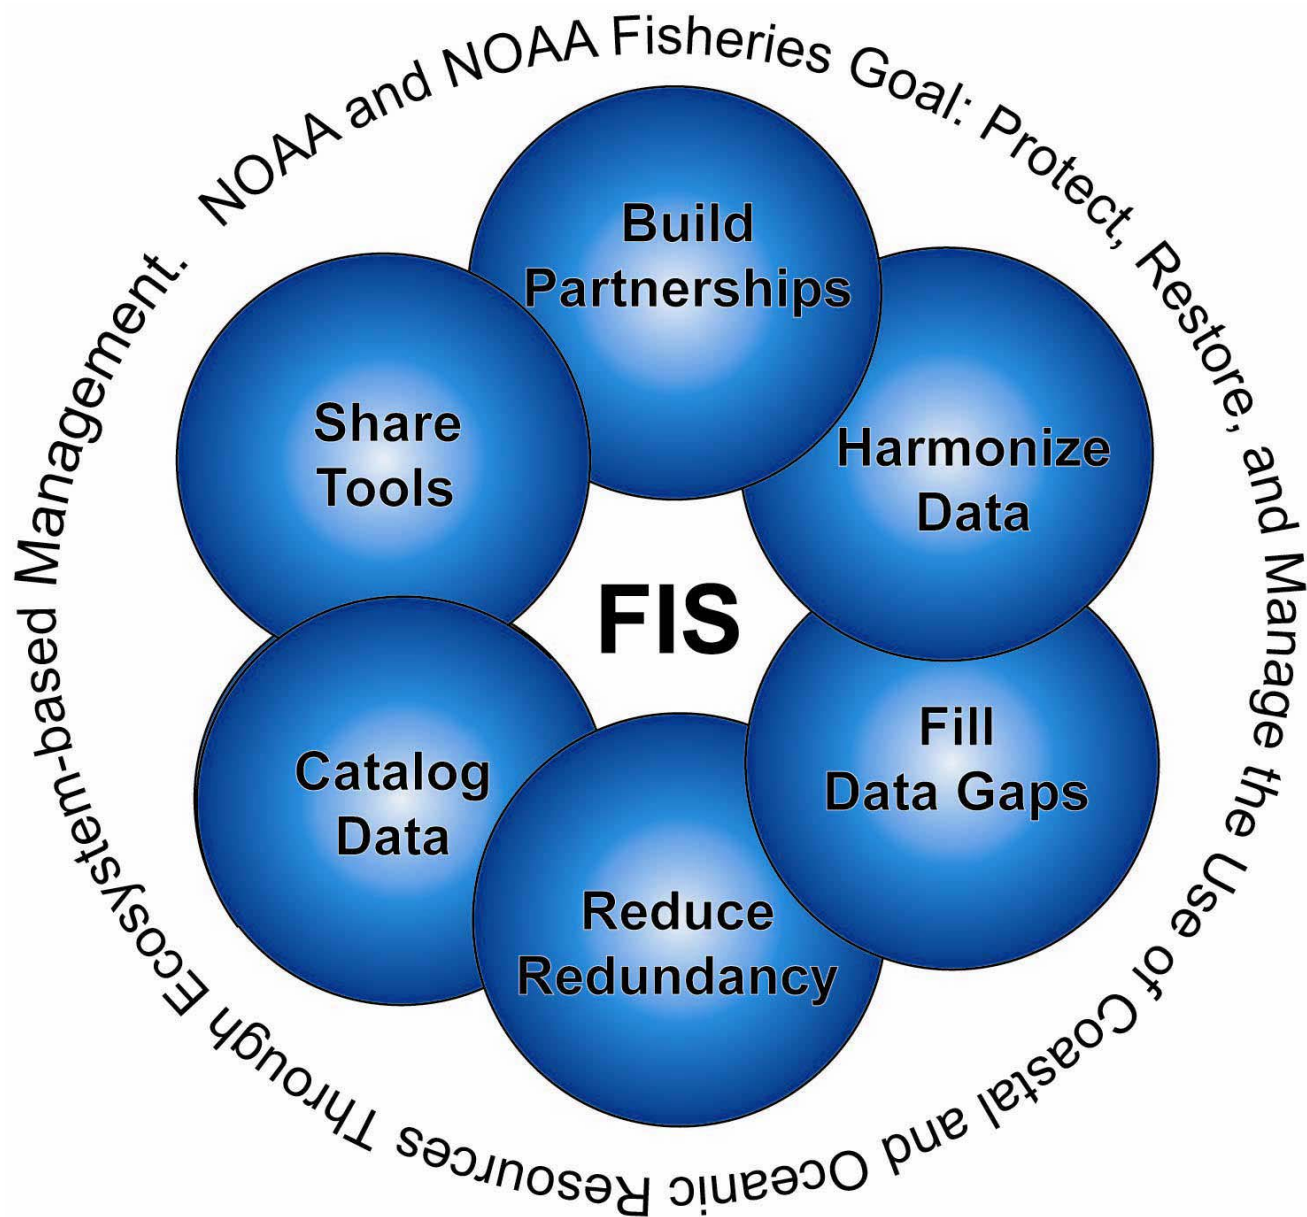 NOAA and NOAA Fisheries Goal: Protect, Restore, and Manage the Use of Coastal and Oceanic Resources Through Ecosystem-based Management.
Build
Partnerships
Harmonize
Data
Fill
Data Gaps
Reduce
Redundancy
Catalog
Data
Share
Tools
FIS